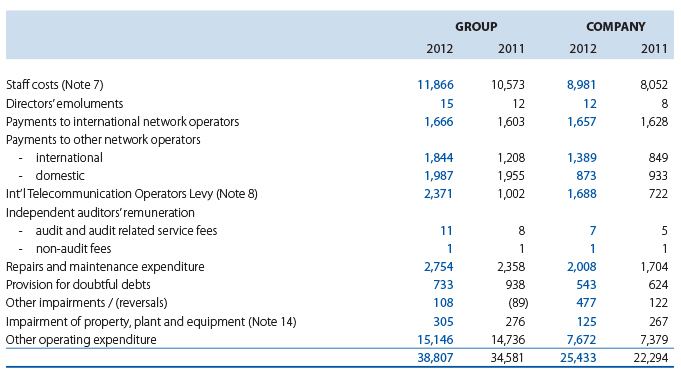 GROUP COMPANY
2012 2011 2012 2011
Staff costs (Note 7) 11,866 10,573 8,981 8,052
Directors' emoluments 15 12 12 8
Payments to international network operators 1,666 1,603 1,657 1,628
Payments to other network operators
- international 1,844 1,208 1,389 849
- domestic 1,987 1,955 873 933
Int'l Telecommunication Operators Levy (Note 8) 2,371 1,002 1,688 722
Independent auditors' remuneration
- audit and audit related service fees 11 8 7 5
- non-audit fees 1 1 1 1
Repairs and maintenance expenditure 2,754 2,358 2,008 1,704
Provision for doubtful debts 733 938 543 624
Other impairments / (reversals) 108 (89) 477 122
Impairment of property, plant and equipment (Note 14) 305 276 125 267
Other operating expenditure 15,146 14,736 7,672 7,379
38,807 34,581 25,433 22,294